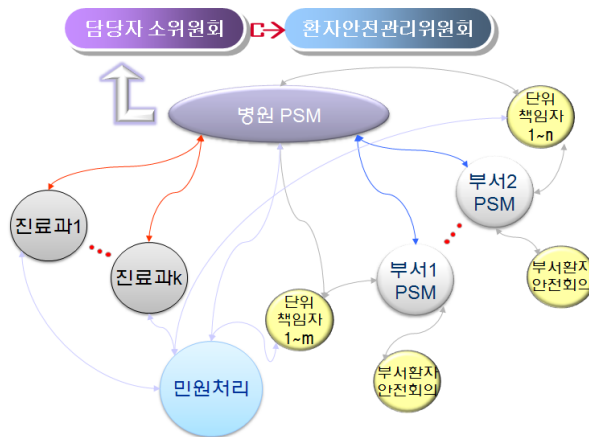 담당자 소위원회
환자안전관리위원회
병원 PSM
단위
책임자
1~n
부서2
PSM
진료과1
진료과k
부서1
PSM
부서환자
안전회의
단위
책임자
1~m
민원처리
부서환자
안전회의